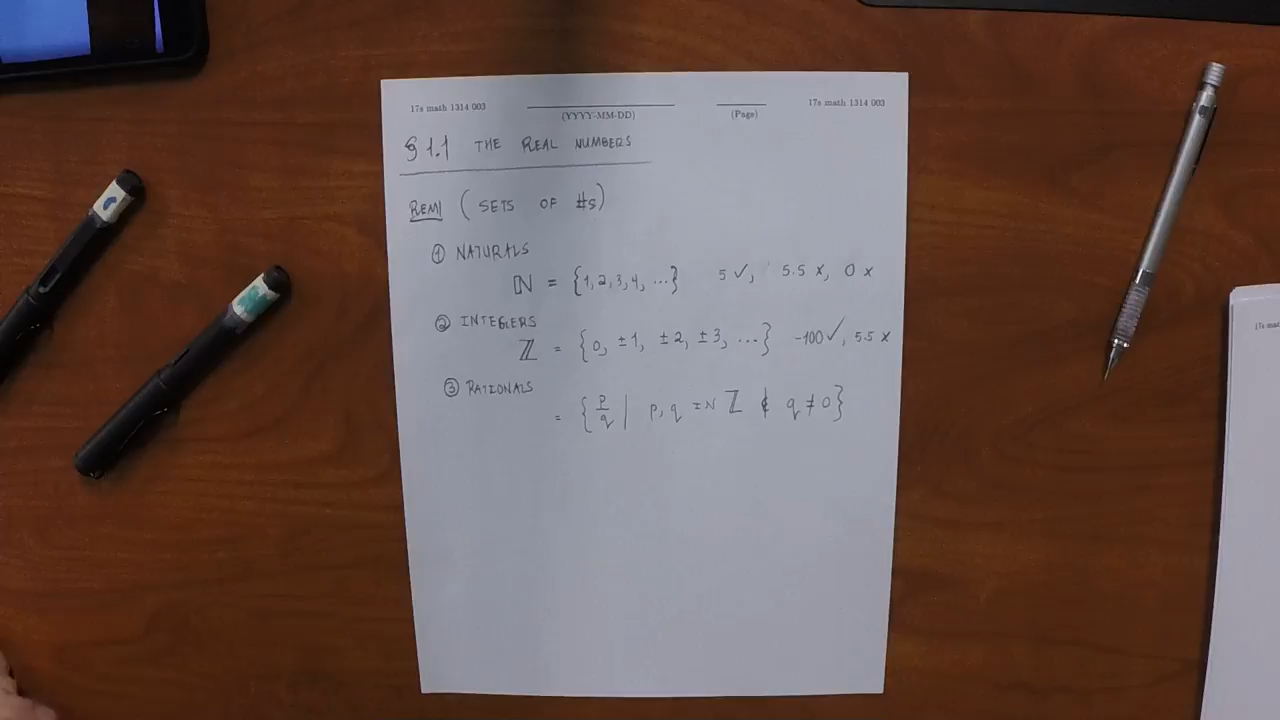 17s math 1314 003 (YYYY-MM-DD) (Page) 17s math 1314 003
§ 1.1 THE REAL NUMBERS
REM (SETS OF #s)
① NATURALS
ℕ = {1, 2, 3, 4, ...} 5 ✓, 5.5 x, 0 x
② INTEGERS
ℤ = {0, ±1, ±2, ±3, ...} -100 ✓, 5.5 x
③ RATIONALS
= {p/q | p, q IN ℤ & q ≠ 0}
17s